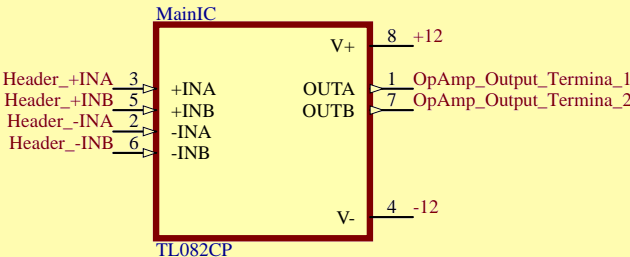 MainIC
V+ 8 +12
Header_+INA 3 +INA OUTA 1 OpAmp_Output_Termina_1
Header_+INB 5 +INB OUTB 7 OpAmp_Output_Termina_2
Header_-INA 2 -INA
Header_-INB 6 -INB
V- 4 -12
TL082CP